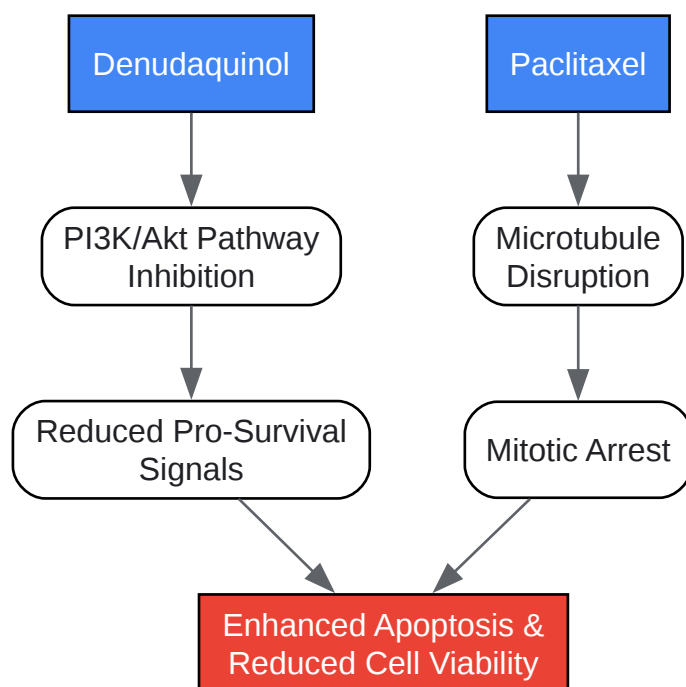 Denudaquinol
Paclitaxel
PI3K/Akt Pathway
Inhibition
Microtubule
Disruption
Reduced Pro-Survival
Signals
Mitotic Arrest
Enhanced Apoptosis &
Reduced Cell Viability